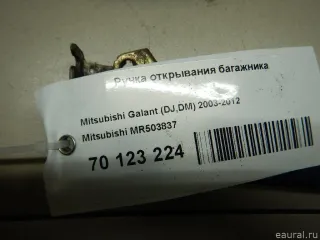 Ручка открывания багажника
Mitsubishi Galant (DJ,DM) 2003-2012
Mitsubishi MR503837
70 123 224
© eaural.ru